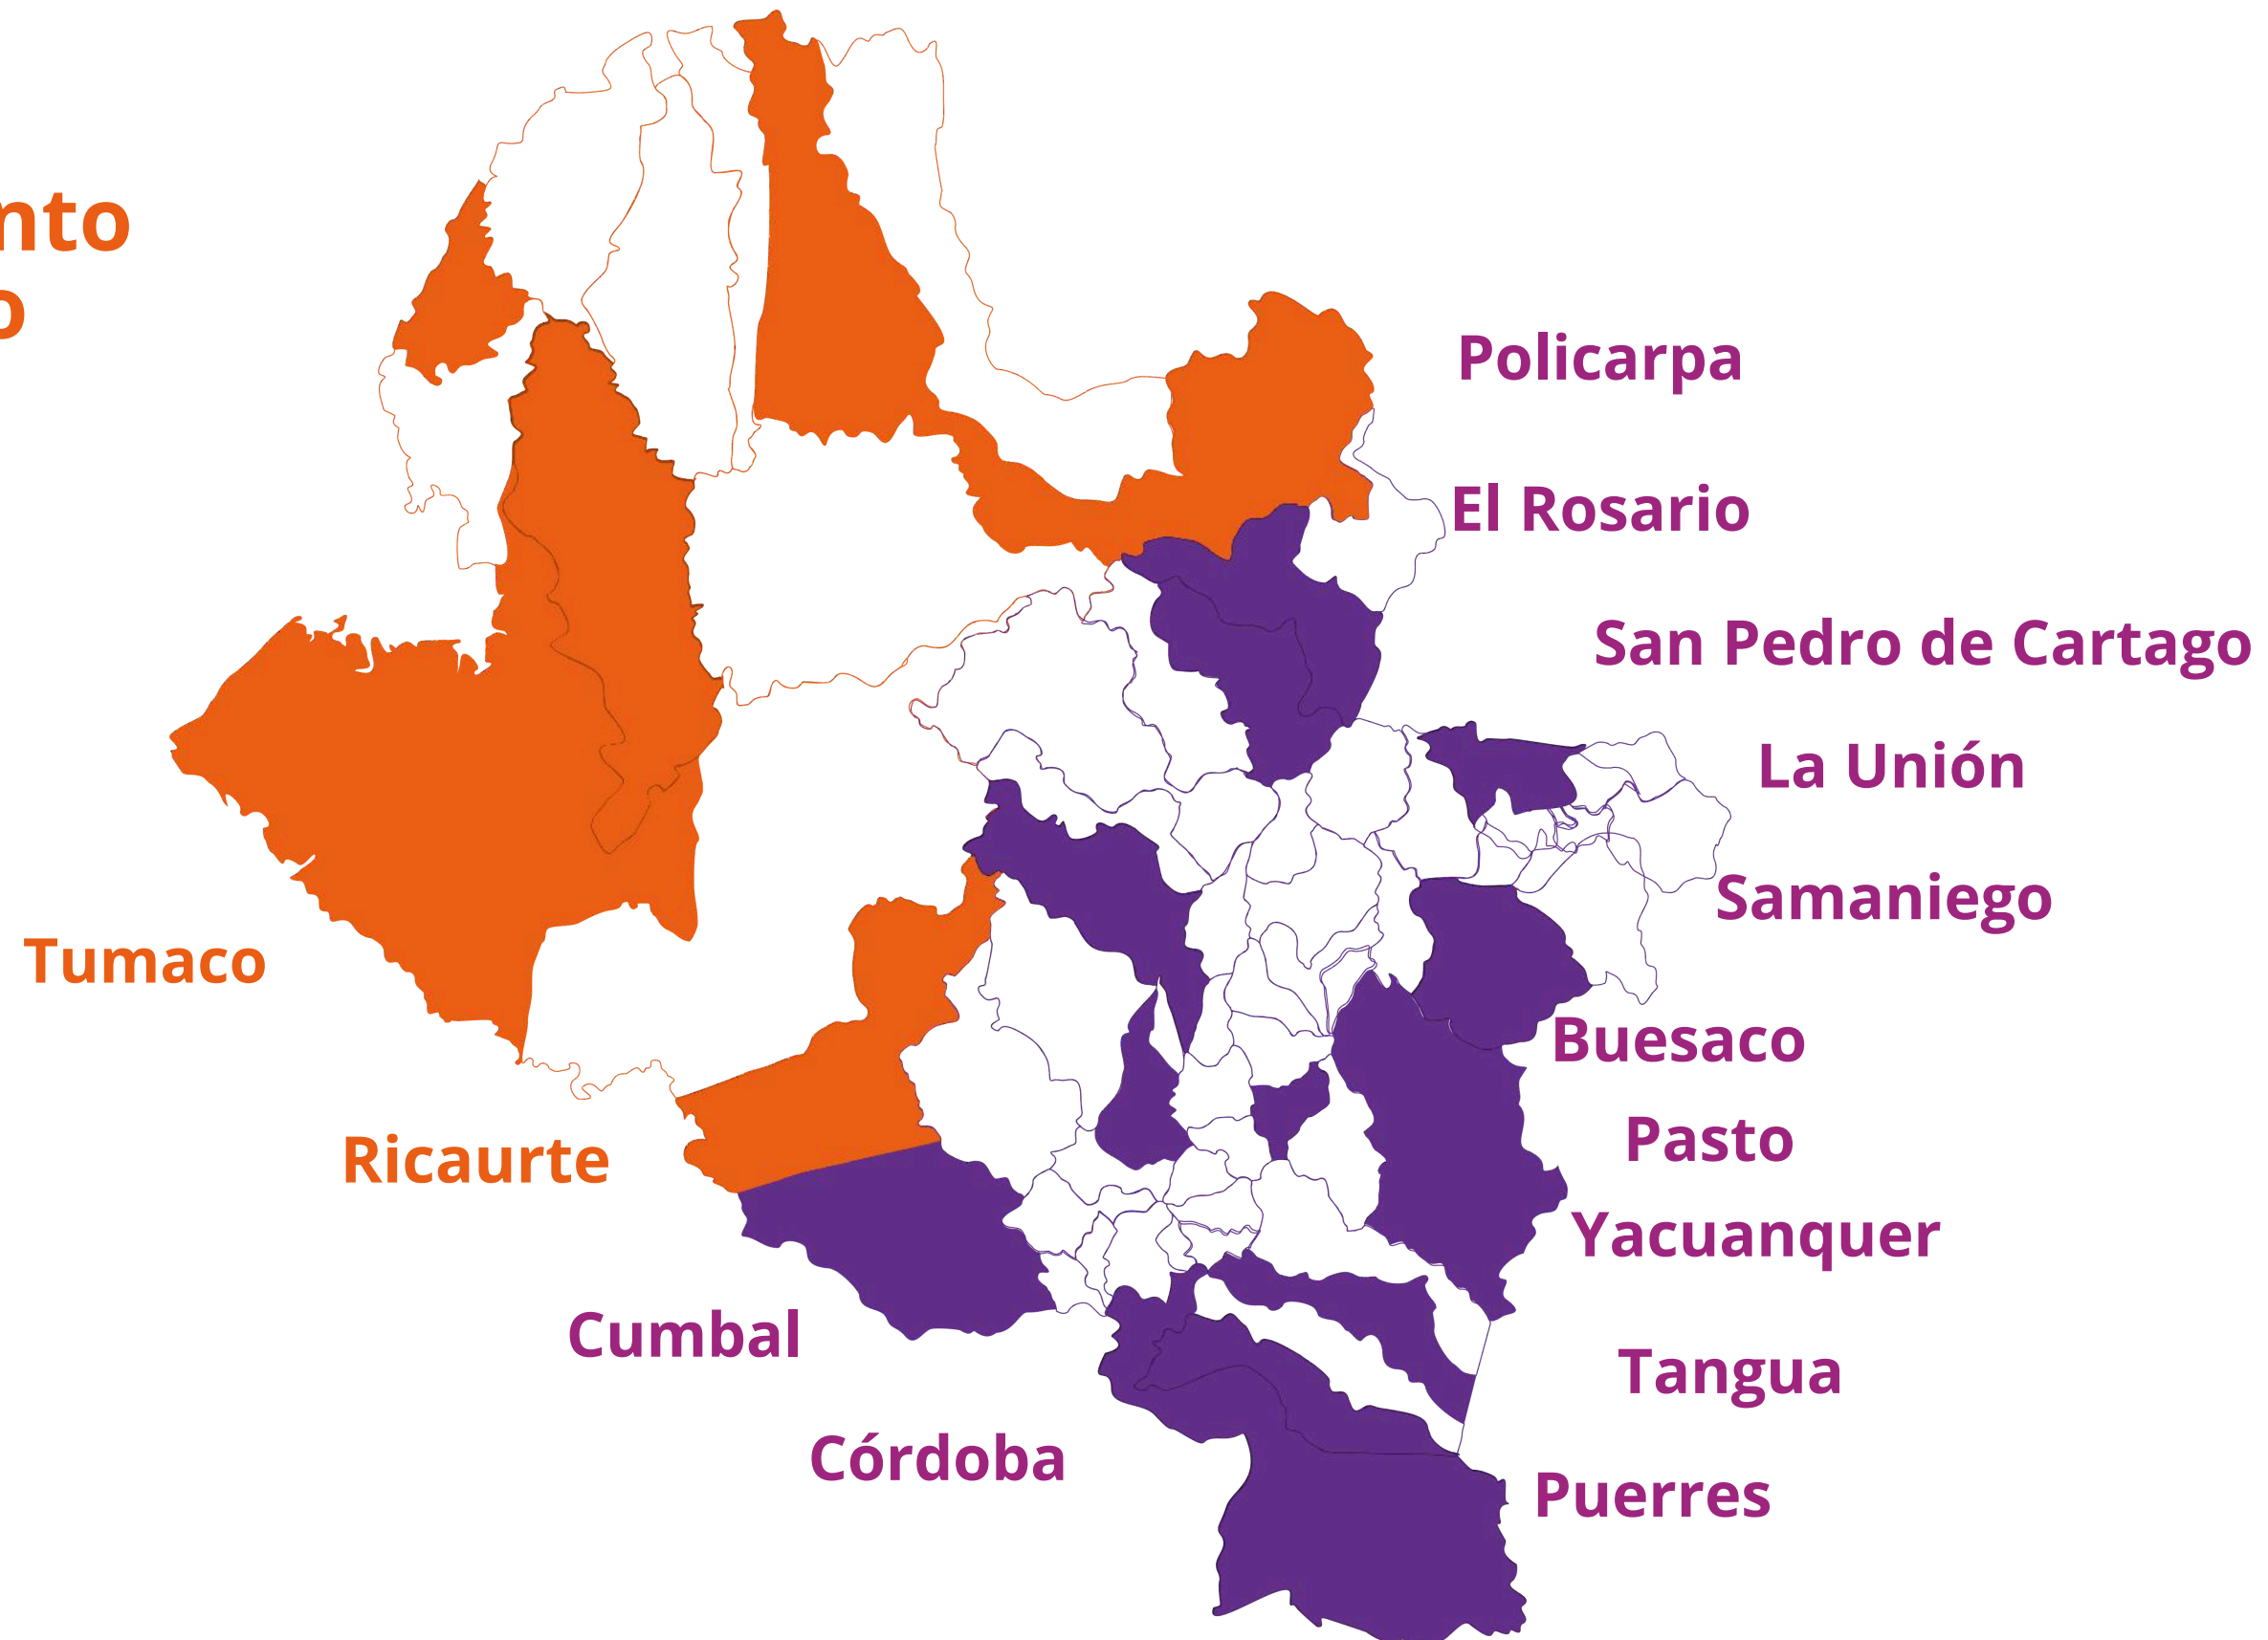 nto
o
Policarpa
El Rosario
San Pedro de Cartago
La Unión
Samaniego
Tumaco
Buesaco
Pasto
Ricaurte
Yacuanquer
Cumbal
Tangua
Córdoba
Puerres